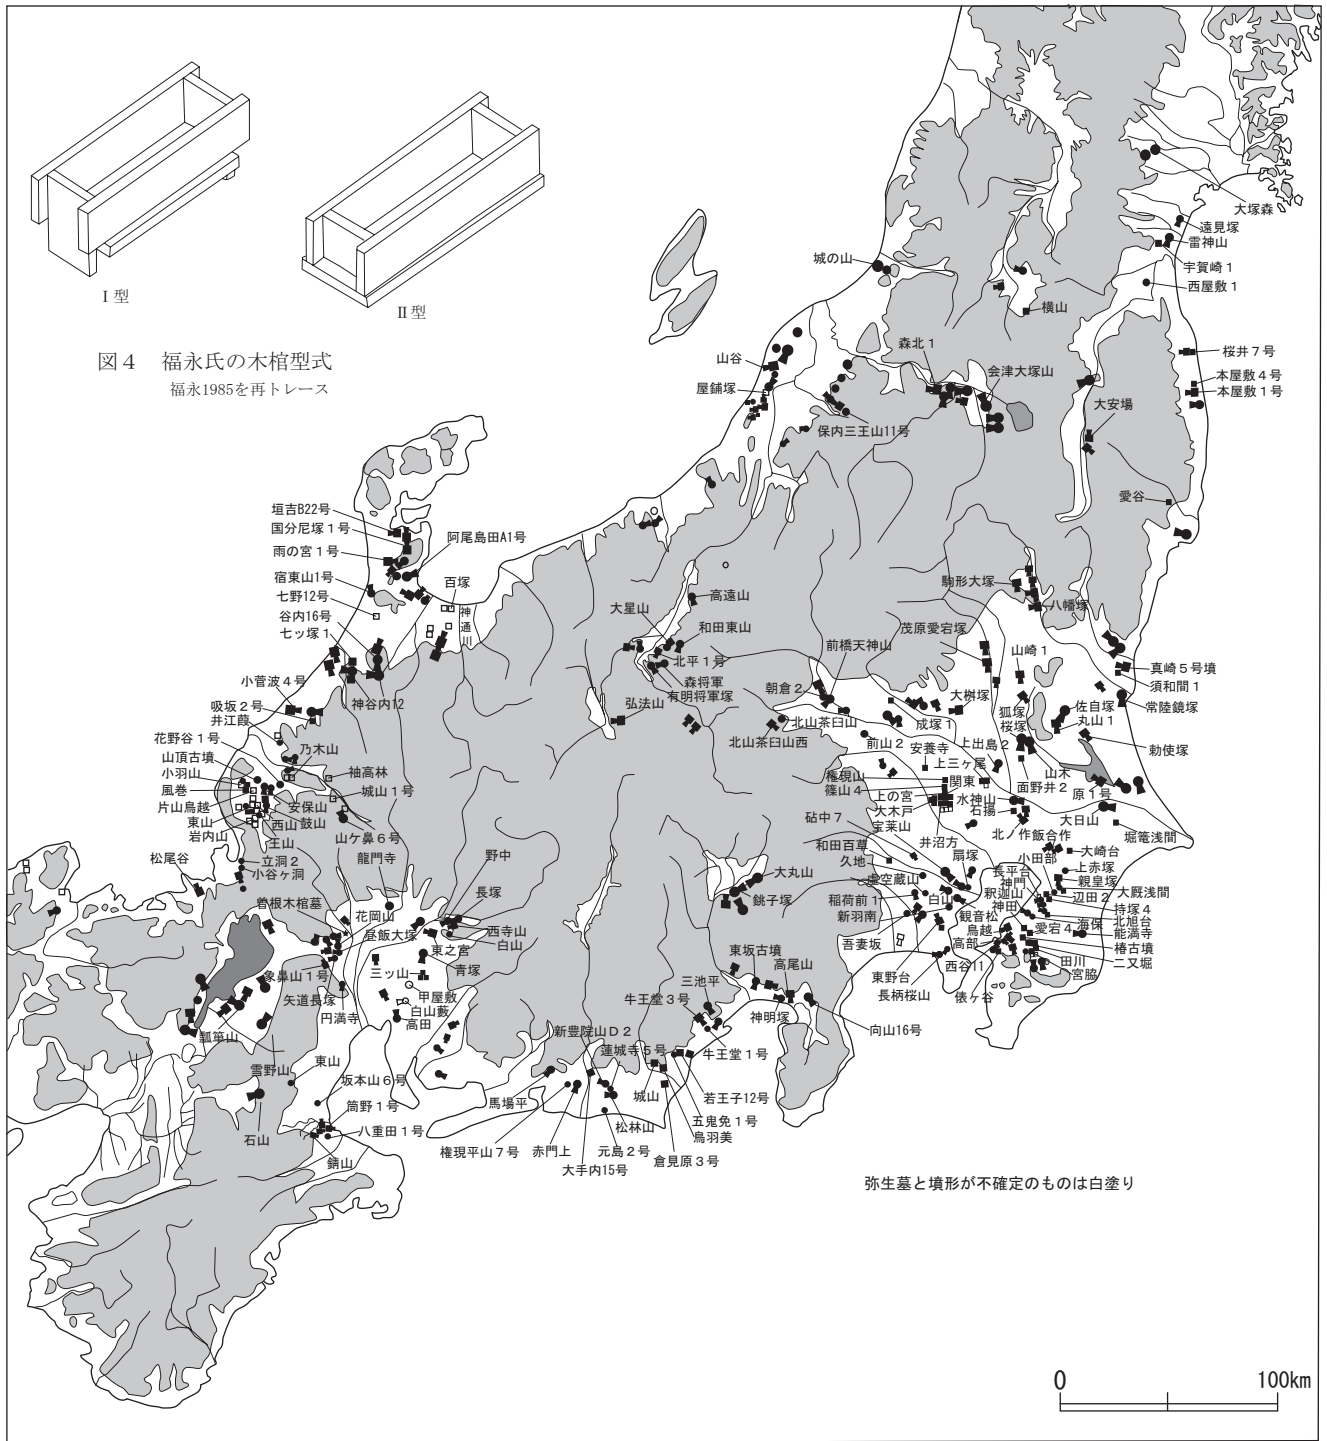 Ⅰ型
Ⅱ型
図４　福永氏の木棺型式
福永1985を再トレース
大塚森
遠見塚
雷神山
宇賀崎１
西屋敷１
城の山
横山
山谷
屋鋪塚
森北１
会津大塚山
桜井７号
本屋敷４号
本屋敷１号
大安場
保内三王山11号
愛谷
垣吉B22号
国分尼塚１号
雨の宮１号
阿尾島田A1号
宿東山1号
七野12号
谷内16号
七ッ塚１
百塚
神通川
小菅波４号
吸坂２号
神谷内12
井江葭
花野谷１号
乃木山
山頂古墳
小羽山
風巻
片山鳥越
東山
岩内山
袖高林
城山１号
安保山
鼓山
西山
王山
山ケ鼻６号
松尾谷
立洞２
小谷ヶ洞
龍門寺
野中
長塚
曽根木棺墓
花岡山
昼飯大塚
西寺山
白山
東之宮
青塚
三ッ山
象鼻山１号
矢道長塚
円満寺
甲屋敷
白山藪
高田
瓢箪山
雪野山
東山
坂本山６号
筒野１号
八重田１号
石山
錆山
高遠山
大星山
和田東山
北平１号
森将軍
有明将軍塚
弘法山
駒形大塚
八幡塚
茂原愛宕塚
前橋天神山
山崎１
真崎５号墳
須和間１
常陸鏡塚
朝倉２
大桝塚
狐塚
桜塚
佐自塚
丸山１
勅使塚
北山茶臼山
北山茶臼山西
成塚１
前山２
安養寺
上出島２
上三ヶ尾
山木
面野井２
原１号
権現山
篠山４
関東
上の宮
大木戸
水神山
石揚
大日山
砧中７
宝莱山
井沼方
北ノ作
飯合作
堀篭浅間
和田百草
久地
扇塚
小田部
大崎台
大丸山
銚子塚
虚空蔵山
長平台
神門
上赤塚
親皇塚
稲荷前１
白山
釈迦山
神田
辺田２
大厩浅間
持塚４
新羽南
観音松
鳥越
北旭台
愛宕４
海保
能満寺
吾妻坂
高部
椿古墳
二又堀
東坂古墳
高尾山
東野台
西谷11
田川
宮脇
三池平
長柄桜山
俵ヶ谷
牛王堂３号
神明塚
向山16号
新豊院山Ｄ２
蓮城寺５号
牛王堂１号
馬場平
城山
若王子12号
五鬼免１号
鳥羽美
松林山
権現平山７号
赤門上
元島２号
倉見原３号
大手内15号
弥生墓と墳形が不確定のものは白塗り
0　100km